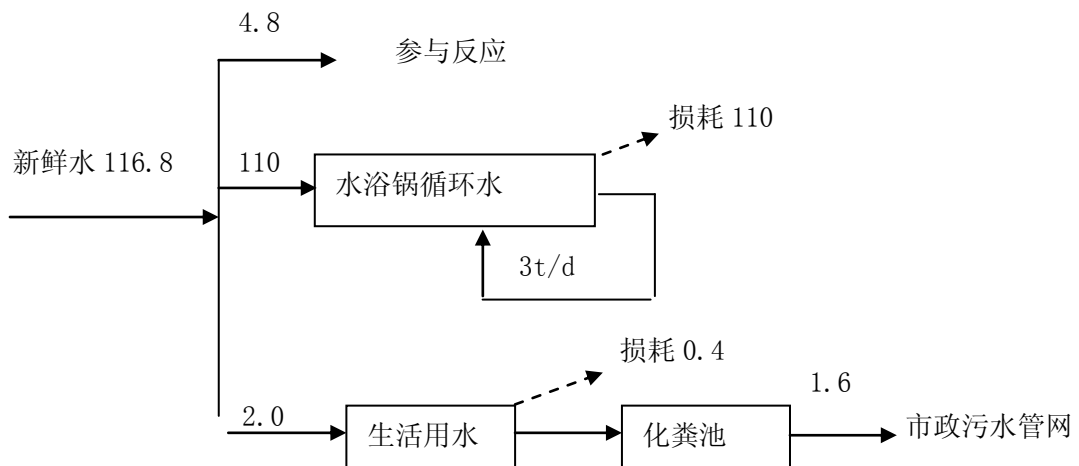 4.8
参与反应
损耗 110
新鲜水 116.8
110
水浴锅循环水
3t/d
损耗 0.4
1.6
2.0
生活用水
化粪池
市政污水管网